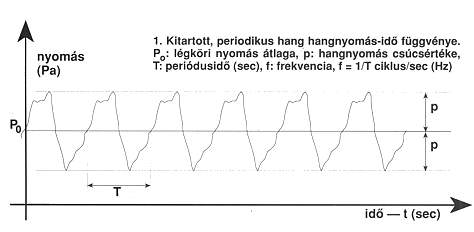 1. Kitartott, periodikus hang hangnyomás-idő függvénye.
Po: légköri nyomás átlaga, p: hangnyomás csúcsértéke,
T: periódusidő (sec), f: frekvencia, f = 1/T ciklus/sec (Hz)
nyomás
(Pa)
p
P0
p
T
idő — t (sec)